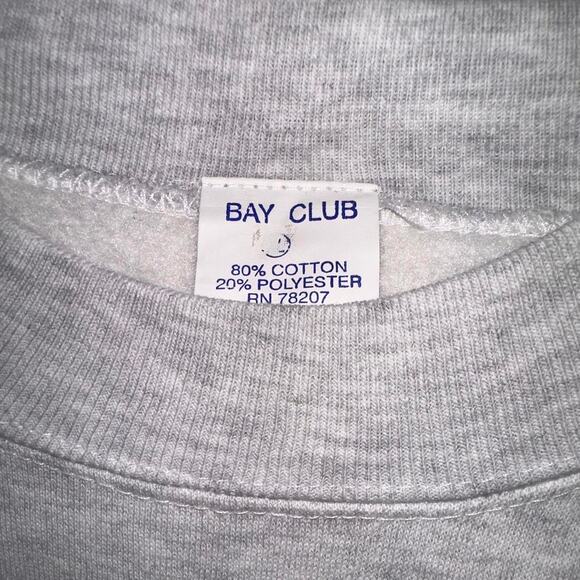 BAY CLUB
80% COTTON
20% POLYESTER
RN 78207